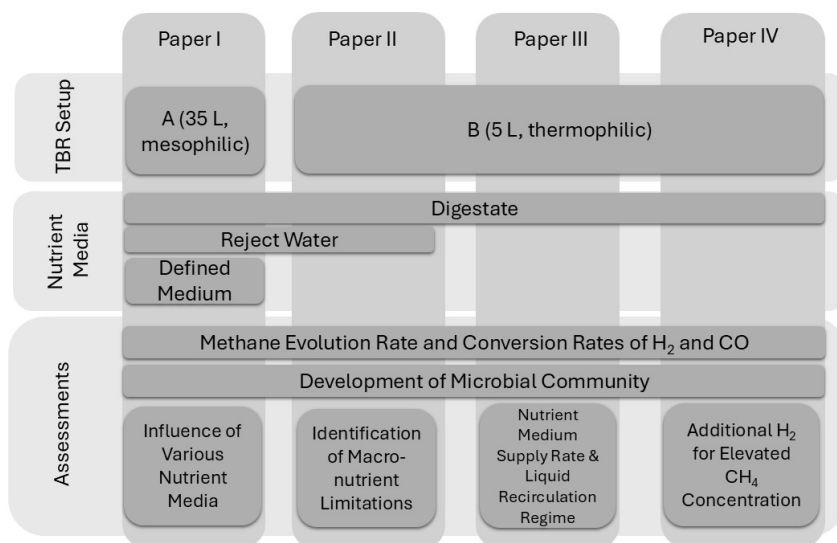 Paper I
Paper II
Paper III
Paper IV
TBR Setup
A (35 L,
mesophilic)
B (5 L, thermophilic)
Nutrient
Media
Digestate
Reject Water
Defined
Medium
Assessments
Methane Evolution Rate and Conversion Rates of H₂ and CO
Development of Microbial Community
Influence of
Various
Nutrient
Media
Identification
of Macro-
nutrient
Limitations
Nutrient
Medium
Supply Rate &
Liquid
Recirculation
Regime
Additional H₂
for Elevated
CH₄
Concentration